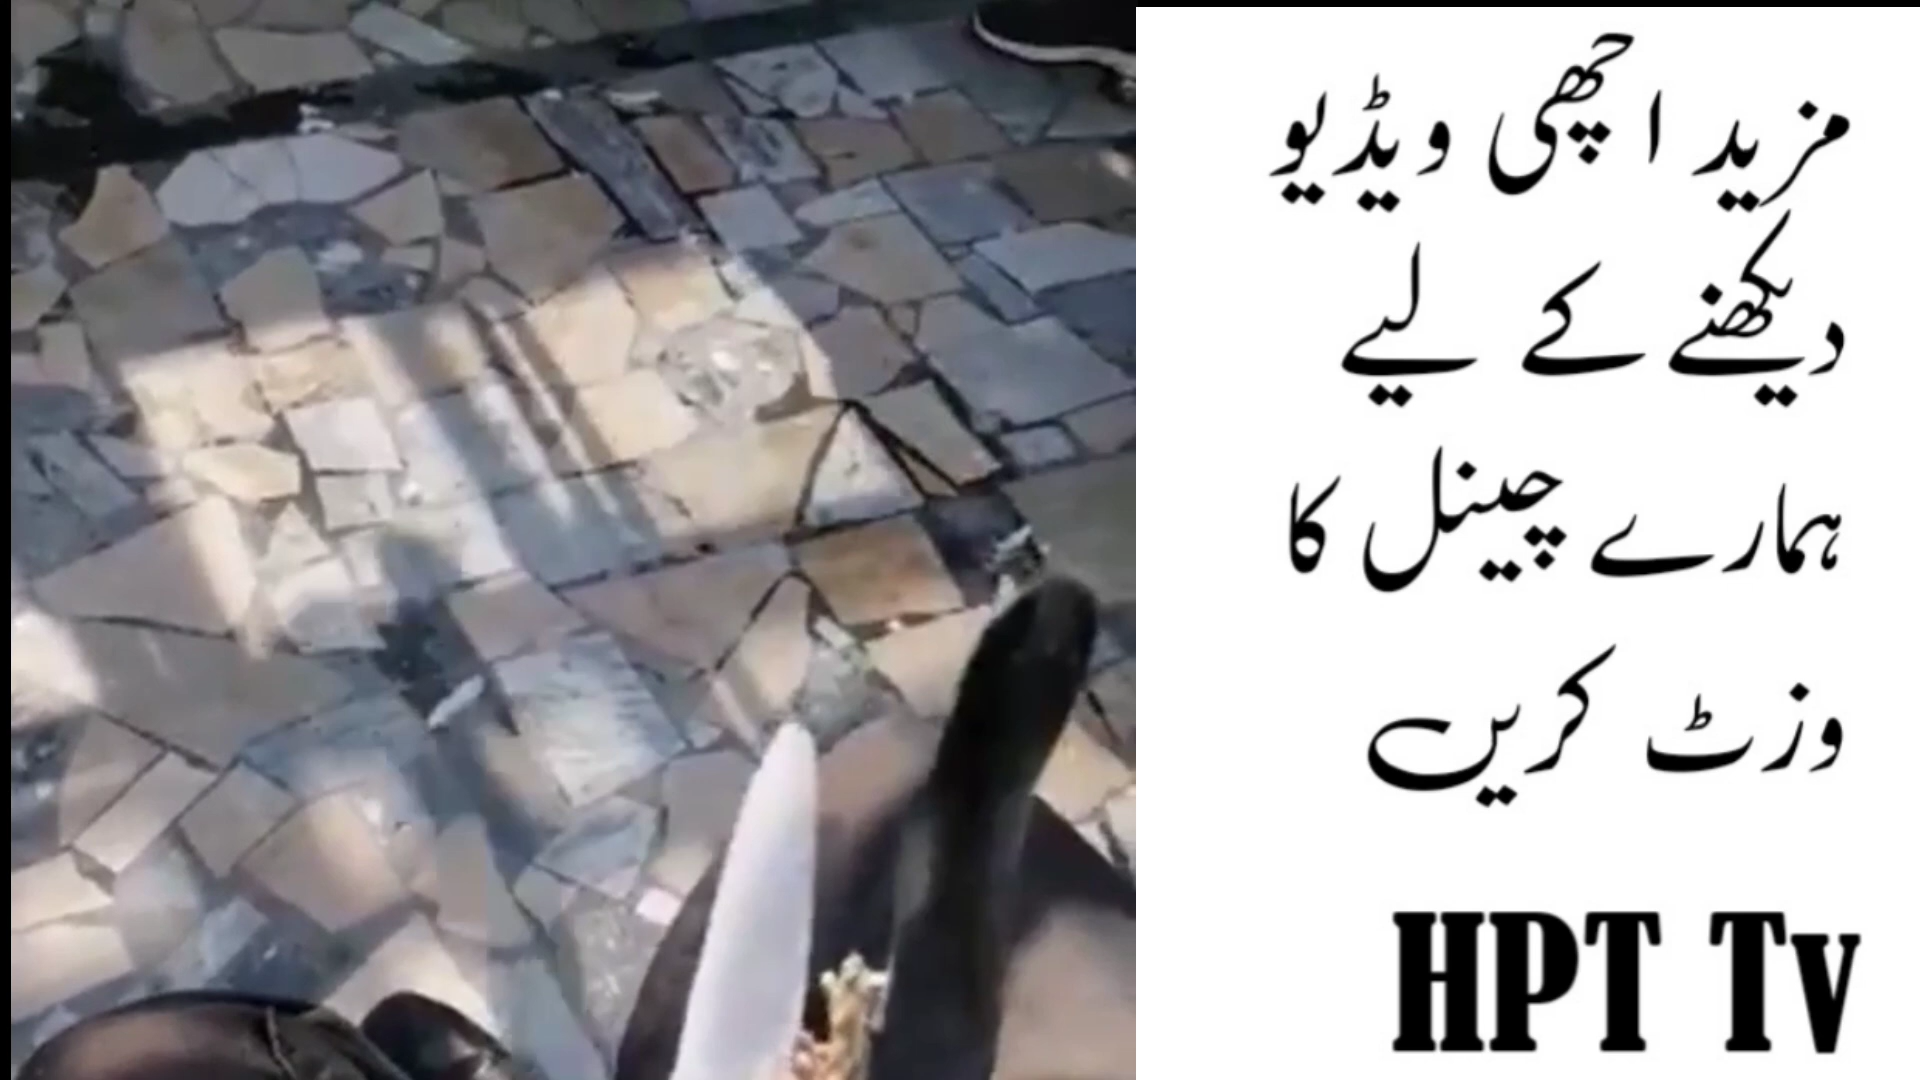 مزید اچھی ویڈیو
دیکھنے کے لیے
ہمارے چینل کا
وزٹ کریں
HPT Tv